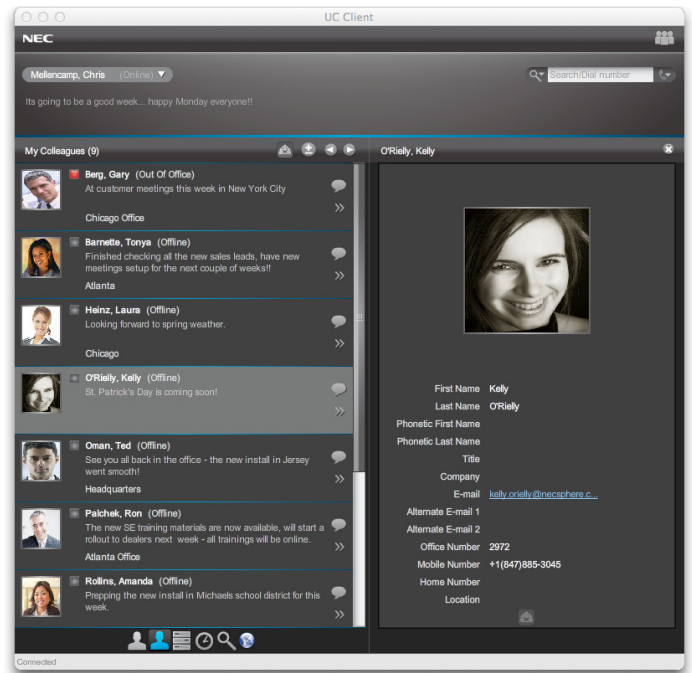 UC Client
NEC
Mellencamp, Chris (Online)
Search/Dial number
Its going to be a good week... happy Monday everyone!!
My Colleagues (9)
Berg, Gary (Out Of Office)
At customer meetings this week in New York City
Chicago Office
Barnette, Tonya (Offline)
Finished checking all the new sales leads, have new
meetings setup for the next couple of weeks!!
Atlanta
Heinz, Laura (Offline)
Looking forward to spring weather.
Chicago
O'Rielly, Kelly (Offline)
St. Patrick's Day is coming soon!
Oman, Ted (Offline)
See you all back in the office - the new install in Jersey
went smooth!
Headquarters
Palchek, Ron (Offline)
The new SE training materials are now available, will start a
rollout to dealers next week - all trainings will be online.
Atlanta Office
Rollins, Amanda (Offline)
Prepping the new install in Michaels school district for this
week.
O'Rielly, Kelly
First Name Kelly
Last Name O'Rielly
Phonetic First Name
Phonetic Last Name
Title
Company
E-mail kelly.orielly@necsphere.c...
Alternate E-mail 1
Alternate E-mail 2
Office Number 2972
Mobile Number +1(847)885-3045
Home Number
Location
Connected